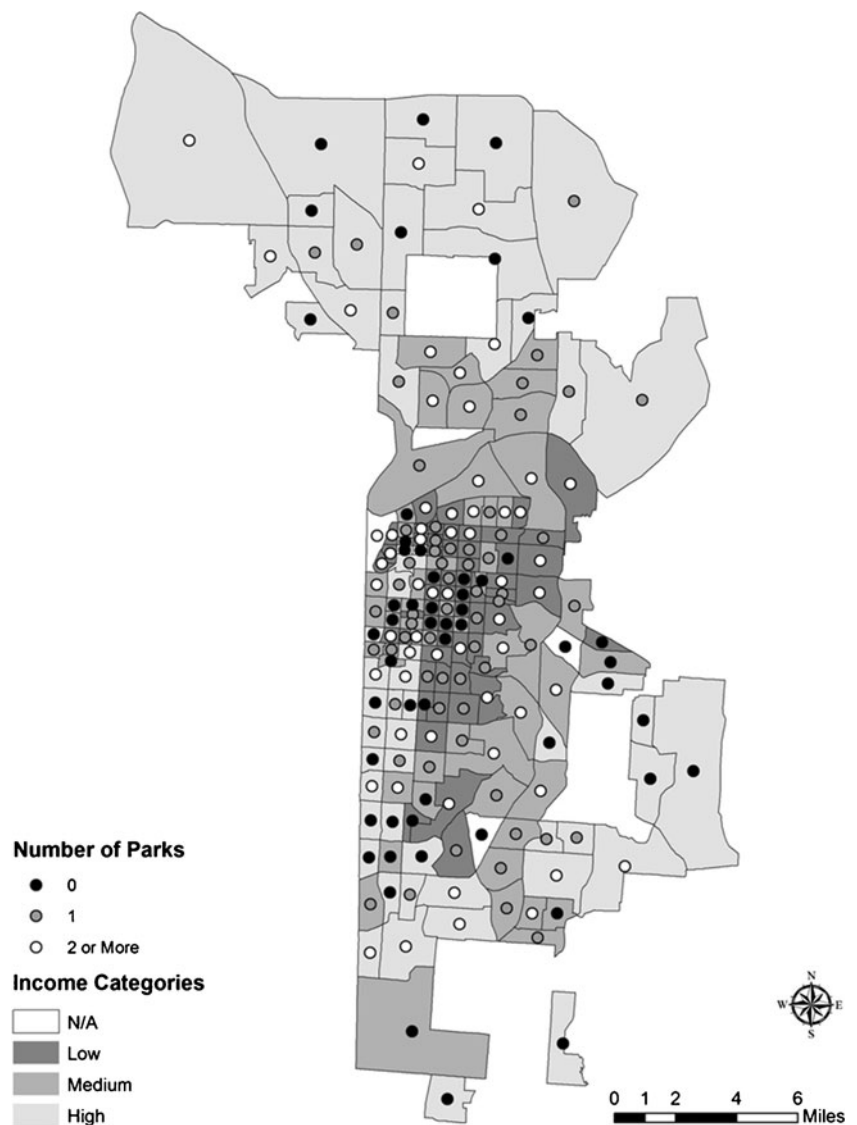 Number of Parks
0
1
2 or More
Income Categories
N/A
Low
Medium
High
N
W E
S
0 1 2 4 6
Miles